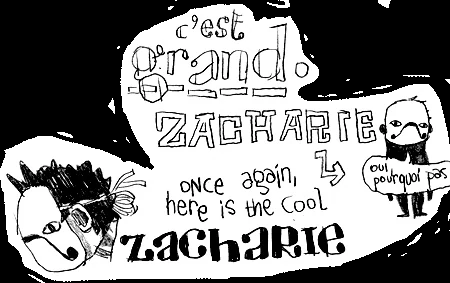 c'est
grand.
ZACHARIE
oui
pourquoi pas
once again,
here is the cool
zacharie